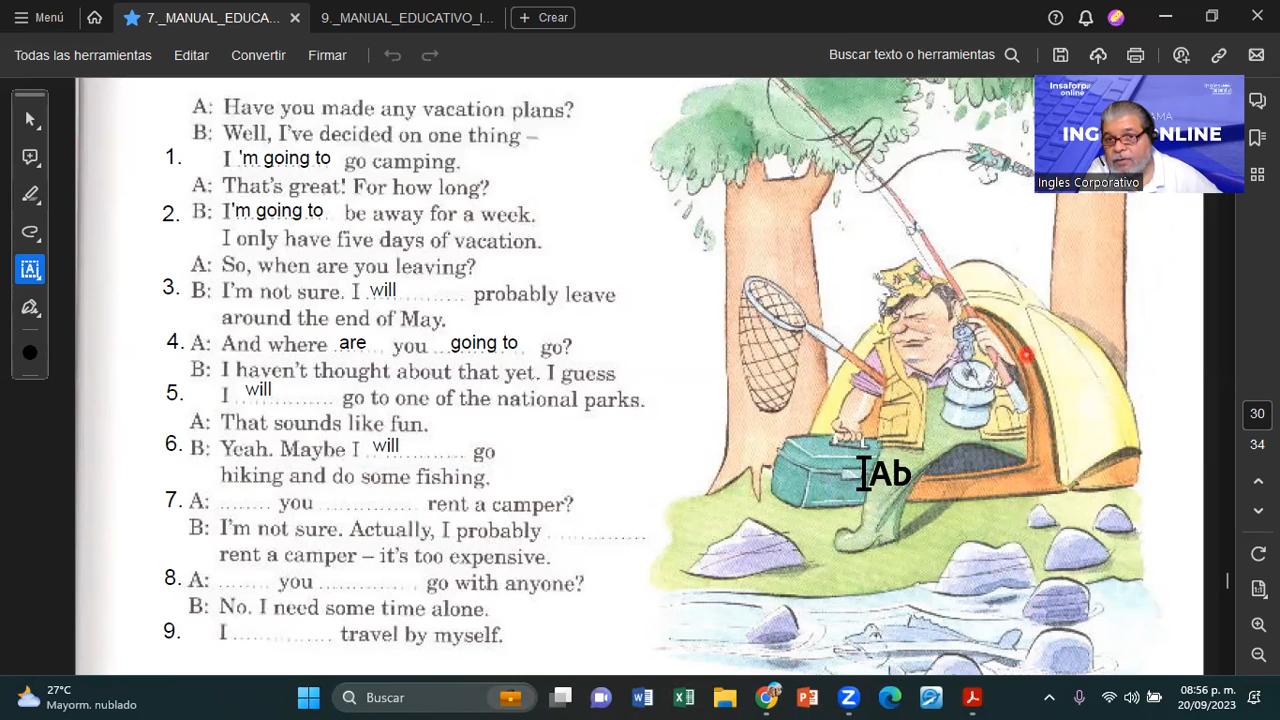 Menú
7._MANUAL_EDUCA...
9._MANUAL_EDUCATIVO_I...
Crear
Todas las herramientas
Editar
Convertir
Firmar
Buscar texto o herramientas
Insaforp
online
INGLES ONLINE
Ingles Corporativo
A: Have you made any vacation plans?
B: Well, I've decided on one thing –
1. I 'm going to go camping.
A: That's great! For how long?
2. B: I'm going to be away for a week.
I only have five days of vacation.
A: So, when are you leaving?
3. B: I'm not sure. I will probably leave
around the end of May.
4. A: And where are you going to go?
B: I haven't thought about that yet. I guess
5. I will go to one of the national parks.
A: That sounds like fun.
6. B: Yeah. Maybe I will go
hiking and do some fishing.
7. A: ........ you .............. rent a camper?
B: I'm not sure. Actually, I probably ..............
rent a camper – it's too expensive.
8. A: ........ you .............. go with anyone?
B: No. I need some time alone.
9. I .............. travel by myself.
Ab
30
34
27°C
Mayorm. nublado
Buscar
08:56 p. m.
20/09/2023